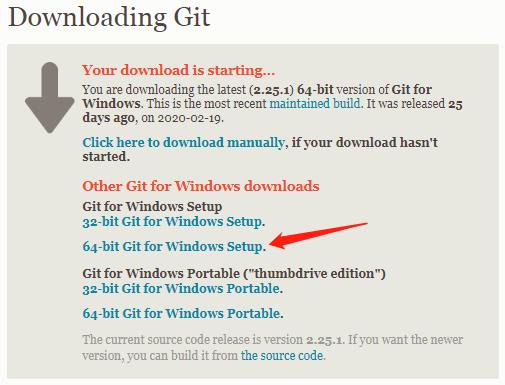 Downloading Git
Your download is starting...
You are downloading the latest (2.25.1) 64-bit version of Git for
Windows. This is the most recent maintained build. It was released 25
days ago, on 2020-02-19.
Click here to download manually, if your download hasn't
started.
Other Git for Windows downloads
Git for Windows Setup
32-bit Git for Windows Setup.
64-bit Git for Windows Setup.
Git for Windows Portable ("thumbdrive edition")
32-bit Git for Windows Portable.
64-bit Git for Windows Portable.
The current source code release is version 2.25.1. If you want the newer
version, you can build it from the source code.